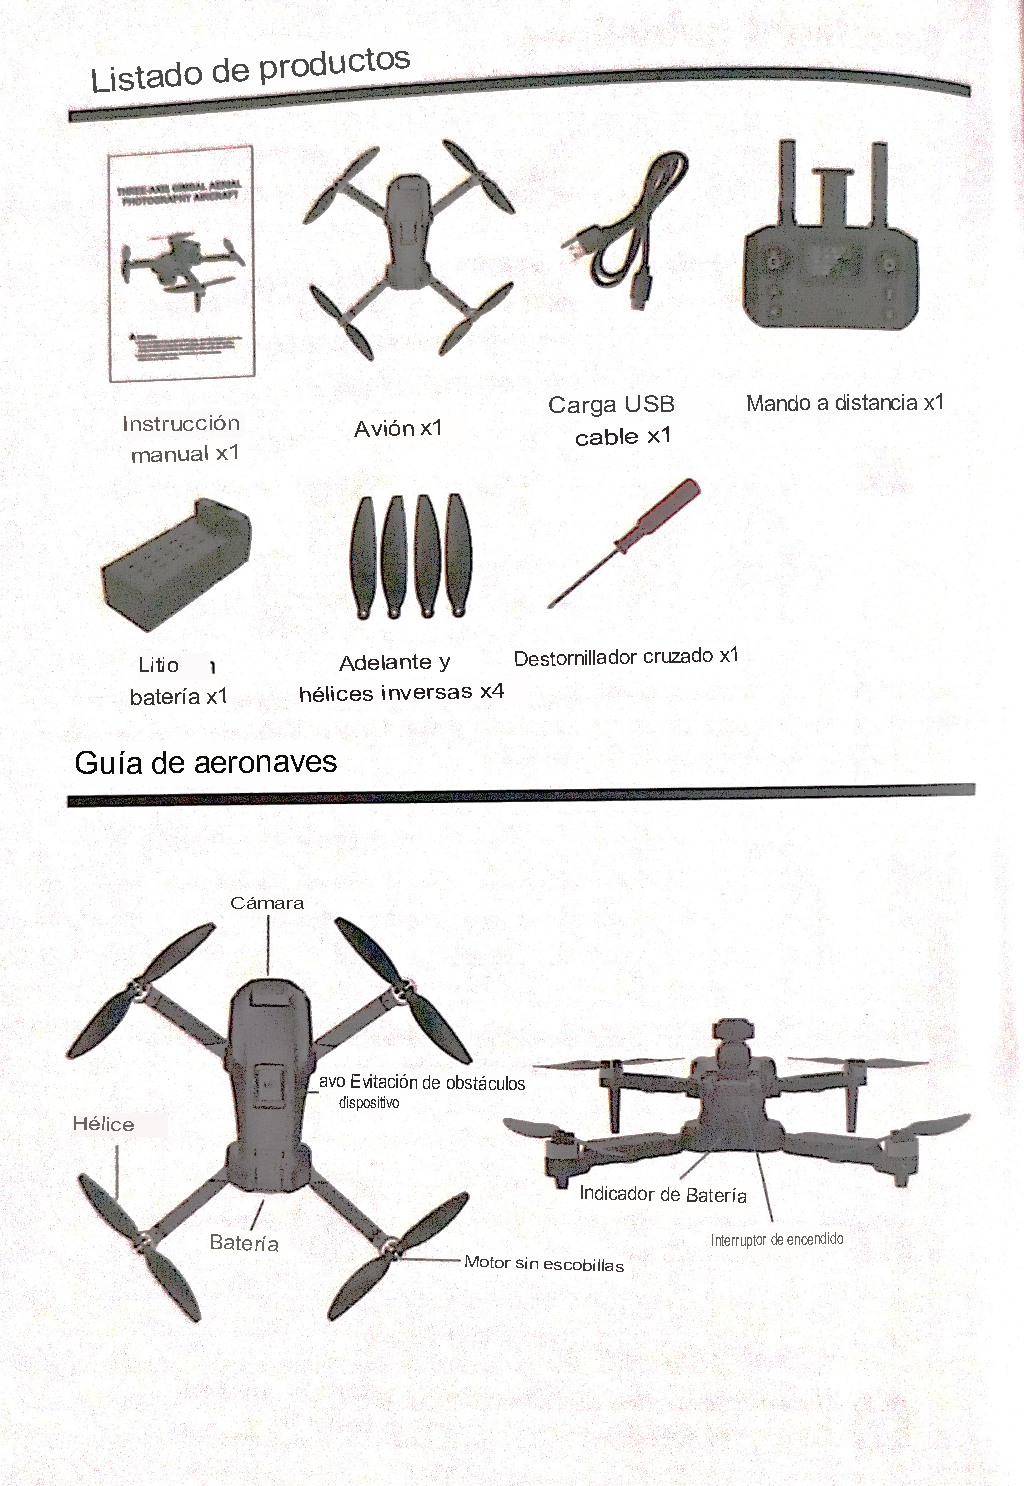 Listado de productos
THREE-AXIS GIMBAL AERIAL
PHOTOGRAPHY AIRCRAFT
Instrucción
manual x1
Avión x1
Carga USB
cable x1
Mando a distancia x1
Litio
batería x1
Adelante y
hélices inversas x4
Destornillador cruzado x1
Guía de aeronaves
Cámara
avo Evitación de obstáculos
dispositivo
Hélice
Batería
Motor sin escobillas
Indicador de Batería
Interruptor de encendido